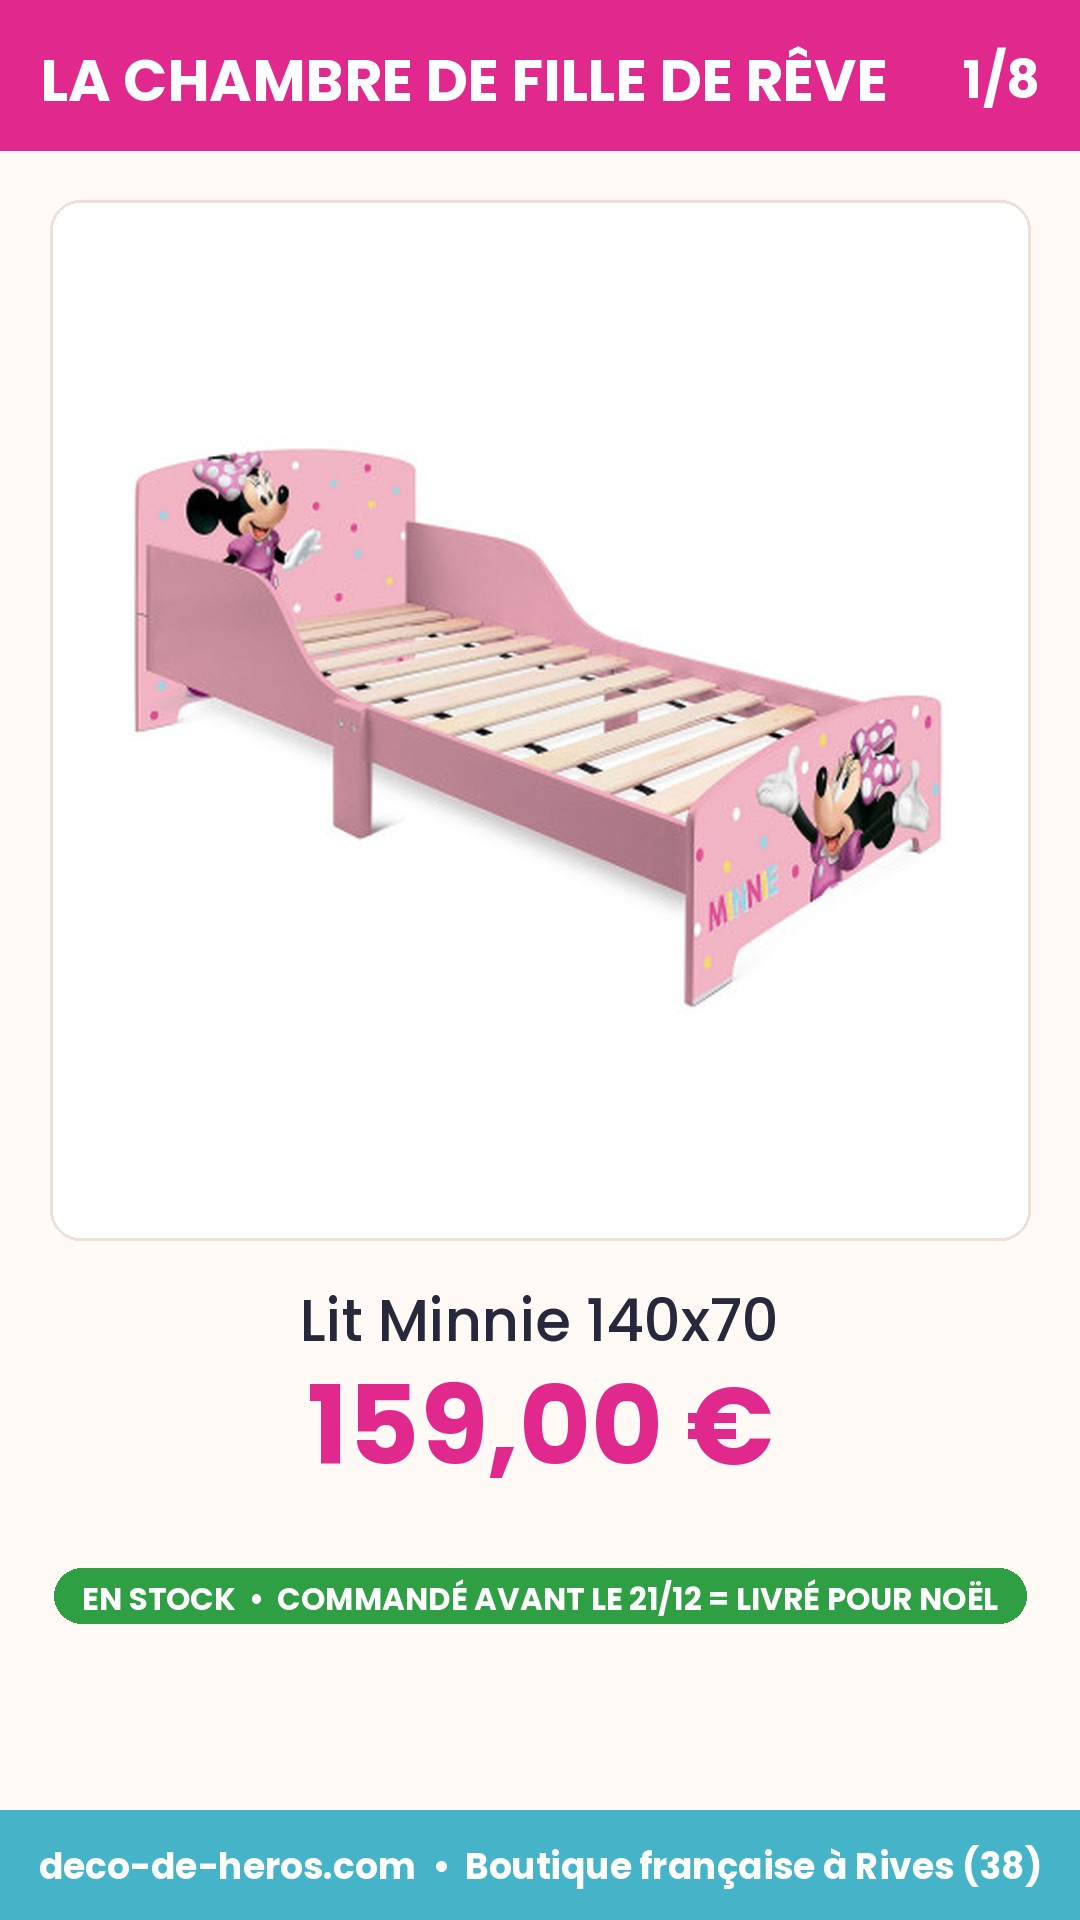 LA CHAMBRE DE FILLE DE RÊVE 1/8
MINNIE
Lit Minnie 140x70
159,00 €
EN STOCK • COMMANDÉ AVANT LE 21/12 = LIVRÉ POUR NOËL
deco-de-heros.com • Boutique française à Rives (38)